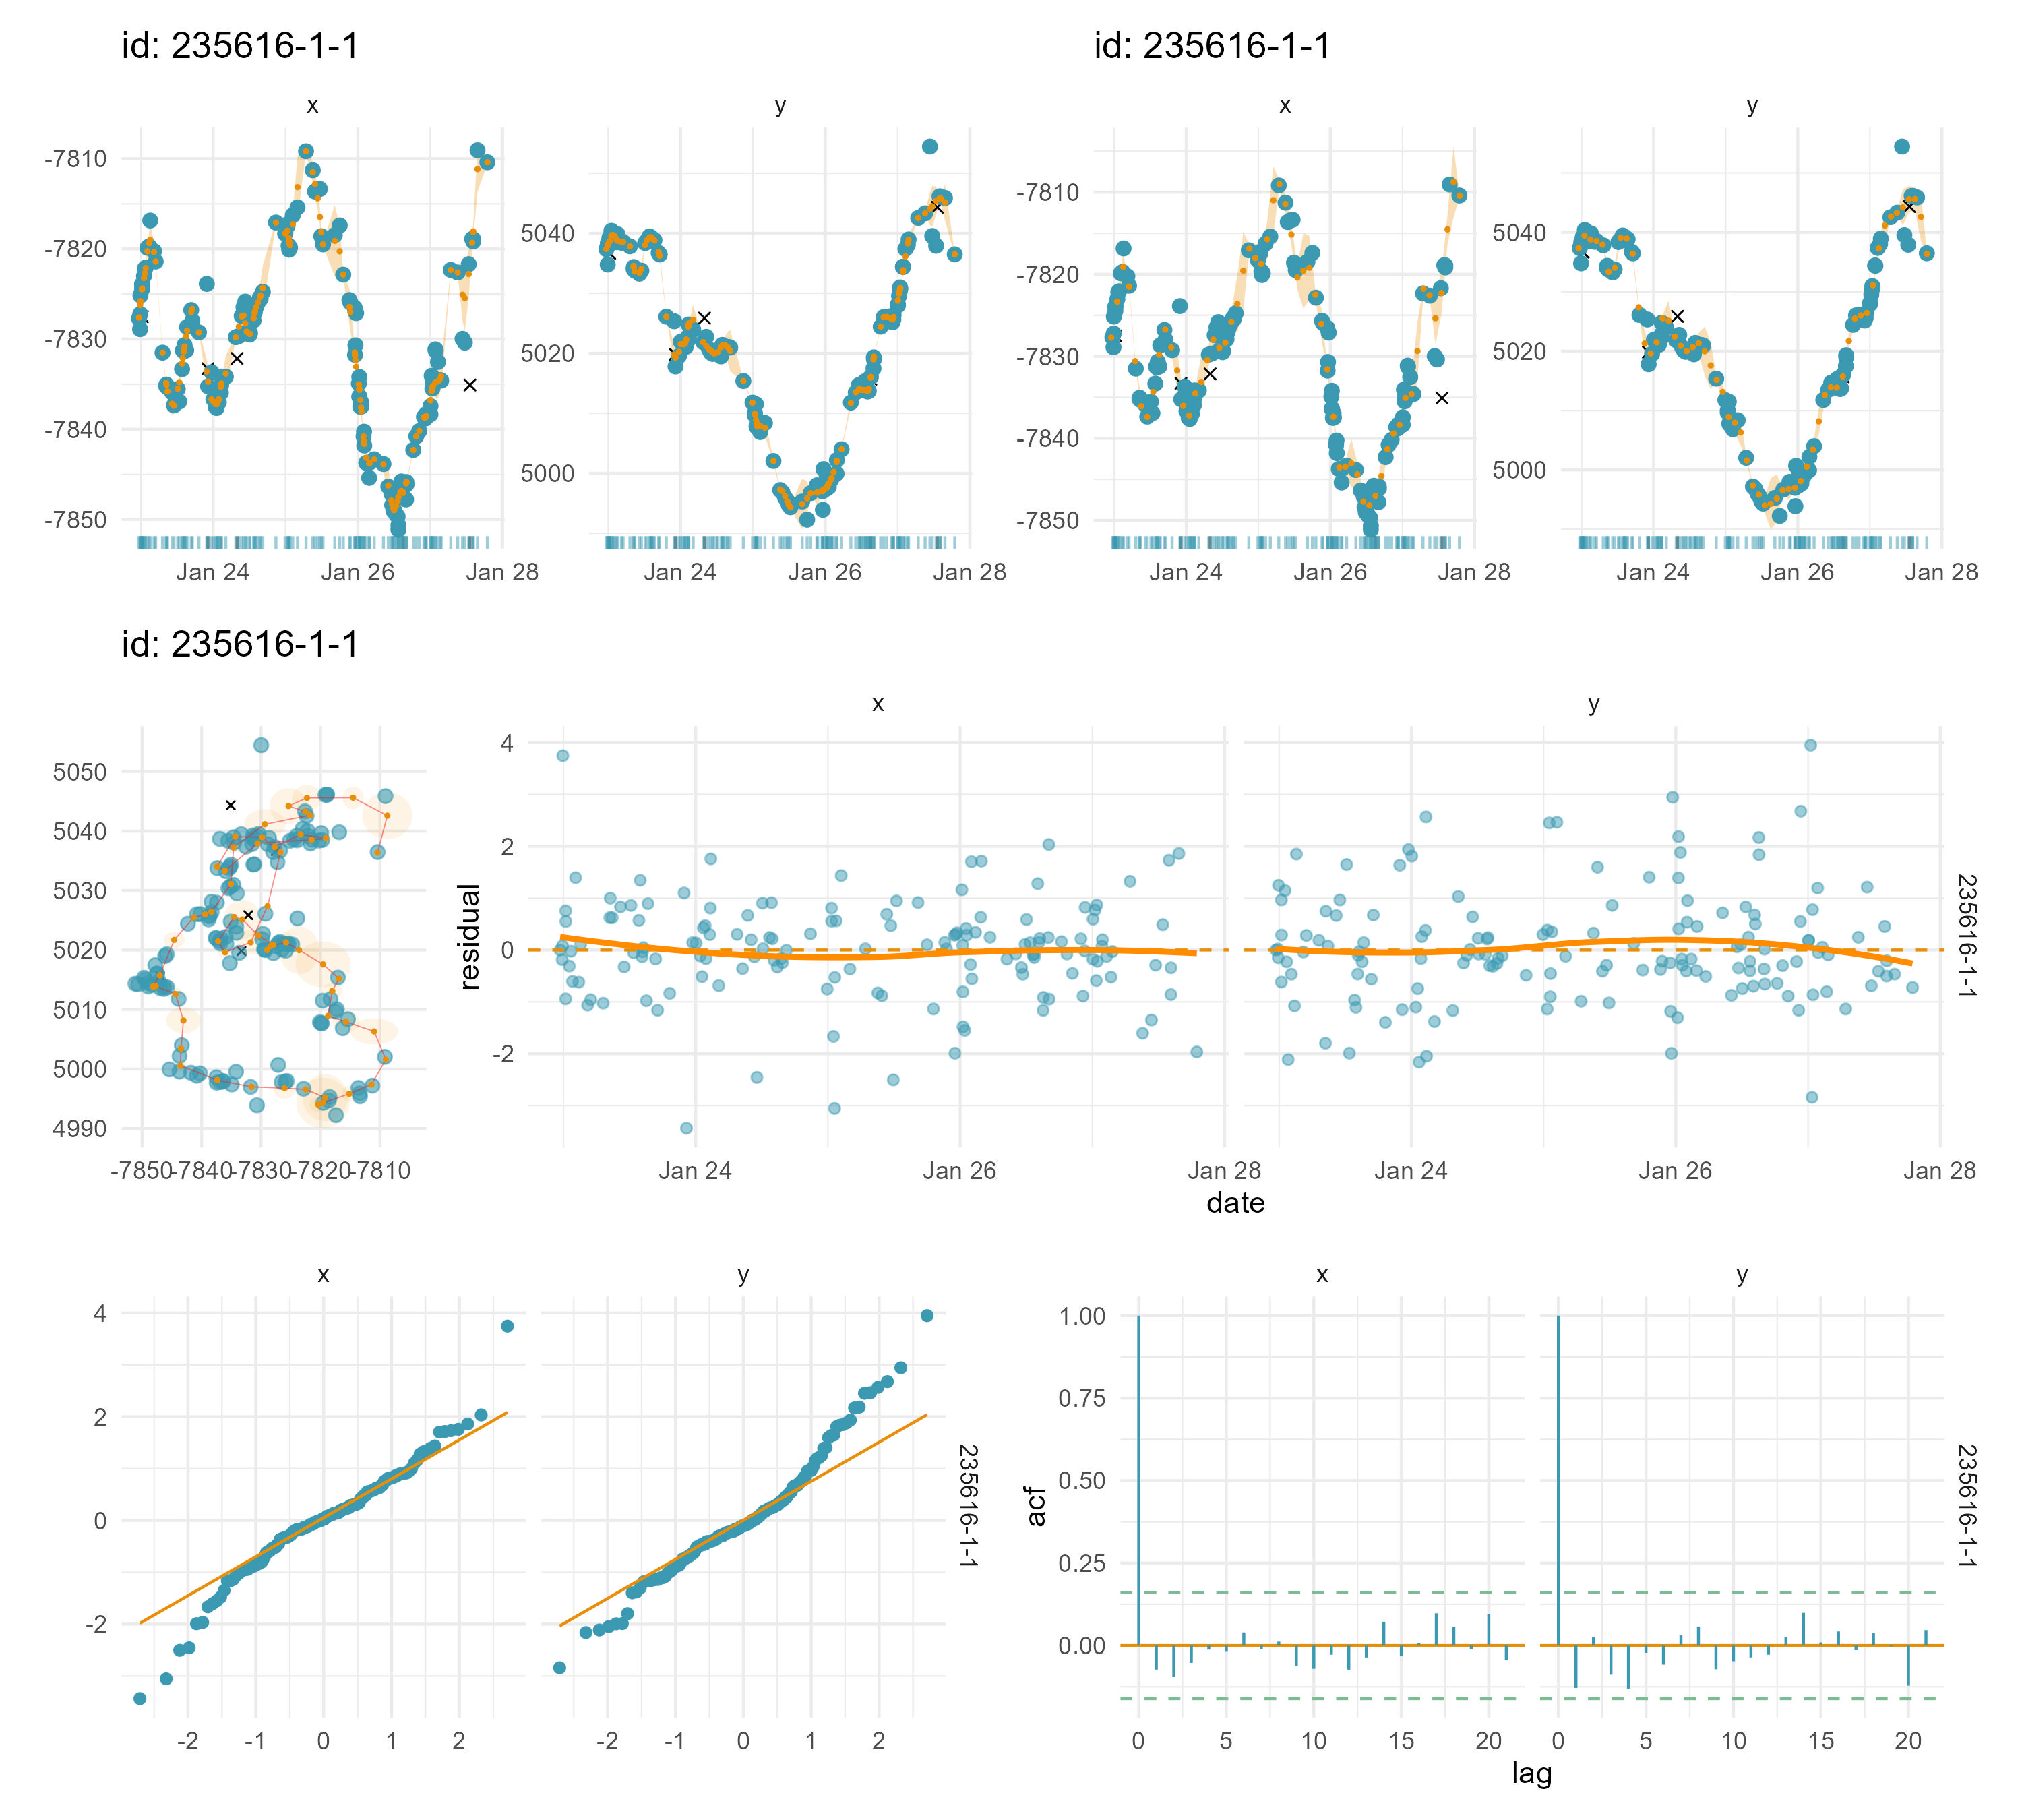 id: 235616-1-1
id: 235616-1-1
x
y
x
y
-7810
-7820
-7830
-7840
-7850
5040
5020
5000
-7810
-7820
-7830
-7840
-7850
5040
5020
5000
Jan 24 Jan 26 Jan 28
Jan 24 Jan 26 Jan 28
Jan 24 Jan 26 Jan 28
Jan 24 Jan 26 Jan 28
id: 235616-1-1
x
y
5050
5040
5030
5020
5010
5000
4990
-7850 -7840 -7830 -7820 -7810
residual
4
2
0
-2
235616-1-1
Jan 24 Jan 26 Jan 28
Jan 24 Jan 26 Jan 28
date
x
y
4
2
0
-2
235616-1-1
-2 -1 0 1 2
-2 -1 0 1 2
x
y
acf
1.00
0.75
0.50
0.25
0.00
235616-1-1
0 5 10 15 20
0 5 10 15 20
lag